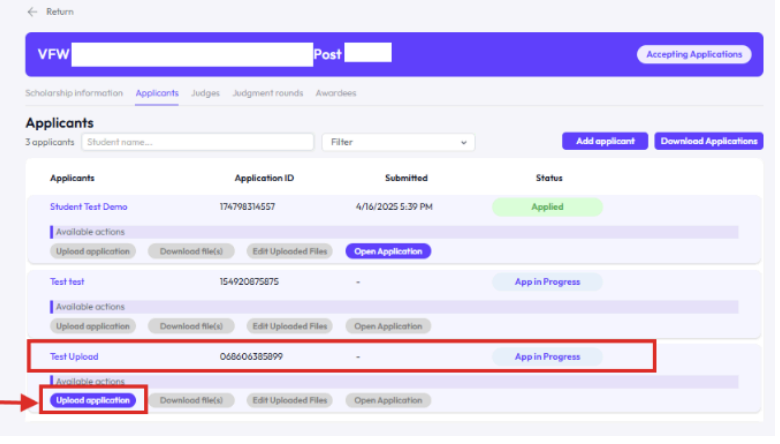 Return
VFW Post Accepting Applications
Scholarship information Applicants Judges Judgment rounds Awardees
Applicants
3 applicants Student name... Filter Add applicant Download Applications
Applicants Application ID Submitted Status
Student Test Demo 174798314557 4/16/2025 5:39 PM Applied
Available actions
Upload application Download file(s) Edit Uploaded Files Open Application
Test test 154920875875 - App in Progress
Available actions
Upload application Download file(s) Edit Uploaded Files Open Application
Test Upload 068606385899 - App in Progress
Available actions
Upload application Download file(s) Edit Uploaded Files Open Application